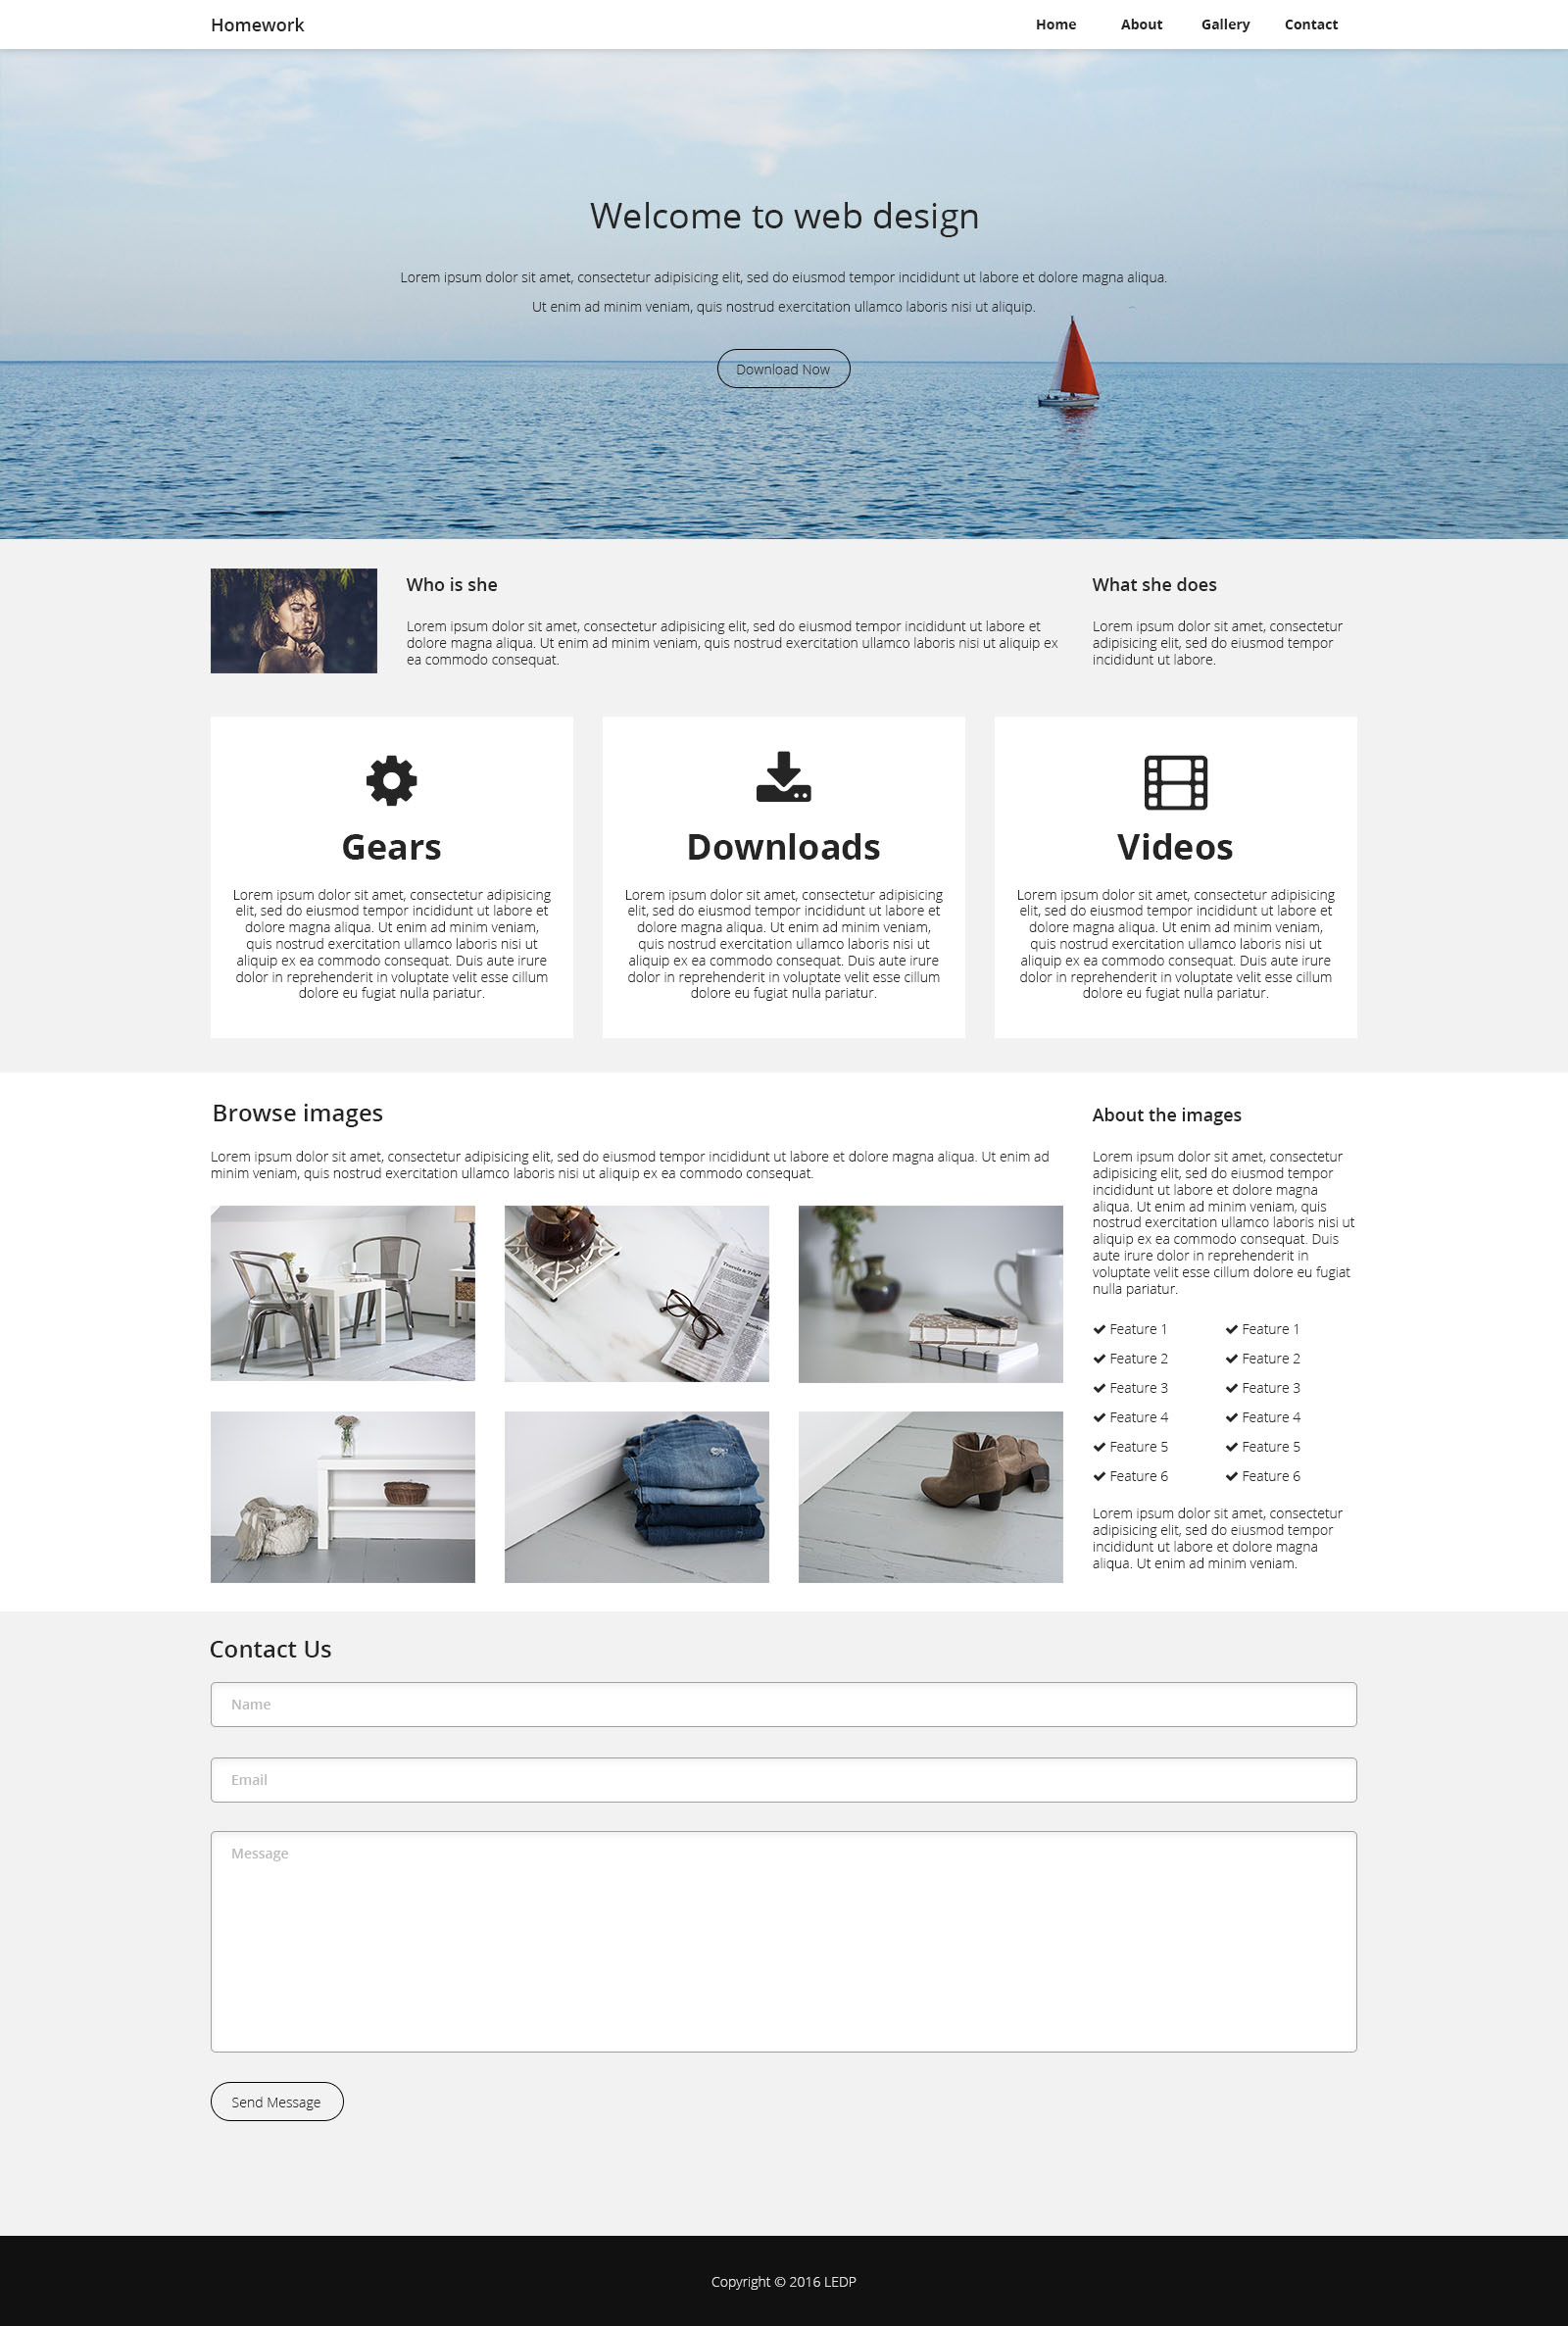 Homework
Home
About
Gallery
Contact
Welcome to web design
Lorem ipsum dolor sit amet, consectetur adipisicing elit, sed do eiusmod tempor incididunt ut labore et dolore magna aliqua.
Ut enim ad minim veniam, quis nostrud exercitation ullamco laboris nisi ut aliquip.
Download Now
Who is she
Lorem ipsum dolor sit amet, consectetur adipisicing elit, sed do eiusmod tempor incididunt ut labore et
dolore magna aliqua. Ut enim ad minim veniam, quis nostrud exercitation ullamco laboris nisi ut aliquip ex
ea commodo consequat.
What she does
Lorem ipsum dolor sit amet, consectetur
adipisicing elit, sed do eiusmod tempor
incididunt ut labore.
Gears
Lorem ipsum dolor sit amet, consectetur adipisicing
elit, sed do eiusmod tempor incididunt ut labore et
dolore magna aliqua. Ut enim ad minim veniam,
quis nostrud exercitation ullamco laboris nisi ut
aliquip ex ea commodo consequat. Duis aute irure
dolor in reprehenderit in voluptate velit esse cillum
dolore eu fugiat nulla pariatur.
Downloads
Lorem ipsum dolor sit amet, consectetur adipisicing
elit, sed do eiusmod tempor incididunt ut labore et
dolore magna aliqua. Ut enim ad minim veniam,
quis nostrud exercitation ullamco laboris nisi ut
aliquip ex ea commodo consequat. Duis aute irure
dolor in reprehenderit in voluptate velit esse cillum
dolore eu fugiat nulla pariatur.
Videos
Lorem ipsum dolor sit amet, consectetur adipisicing
elit, sed do eiusmod tempor incididunt ut labore et
dolore magna aliqua. Ut enim ad minim veniam,
quis nostrud exercitation ullamco laboris nisi ut
aliquip ex ea commodo consequat. Duis aute irure
dolor in reprehenderit in voluptate velit esse cillum
dolore eu fugiat nulla pariatur.
Browse images
Lorem ipsum dolor sit amet, consectetur adipisicing elit, sed do eiusmod tempor incididunt ut labore et dolore magna aliqua. Ut enim ad
minim veniam, quis nostrud exercitation ullamco laboris nisi ut aliquip ex ea commodo consequat.
Travels & Trips
About the images
Lorem ipsum dolor sit amet, consectetur
adipisicing elit, sed do eiusmod tempor
incididunt ut labore et dolore magna
aliqua. Ut enim ad minim veniam, quis
nostrud exercitation ullamco laboris nisi ut
aliquip ex ea commodo consequat. Duis
aute irure dolor in reprehenderit in
voluptate velit esse cillum dolore eu fugiat
nulla pariatur.
Feature 1
Feature 2
Feature 3
Feature 4
Feature 5
Feature 6
Feature 1
Feature 2
Feature 3
Feature 4
Feature 5
Feature 6
Lorem ipsum dolor sit amet, consectetur
adipisicing elit, sed do eiusmod tempor
incididunt ut labore et dolore magna
aliqua. Ut enim ad minim veniam.
Contact Us
Name
Email
Message
Send Message
Copyright © 2016 LEDP